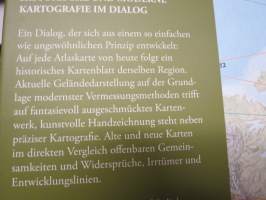 KARTOGRAFIE IM DIALOG
Ein Dialog, der sich aus einem so einfachen
wie ungewöhnlichen Prinzip entwickelt:
Auf jede Atlaskarte von heute folgt ein
historisches Kartenblatt derselben Region.
Aktuelle Geländedarstellung auf der Grund-
lage modernster Vermessungsmethoden trifft
auf fantasievoll ausgeschmücktes Karten-
werk, kunstvolle Handzeichnung steht neben
präziser Kartografie. Alte und neue Karten
im direkten Vergleich offenbaren Gemein-
samkeiten und Widersprüche, Irrtümer und
Entwicklungslinien.